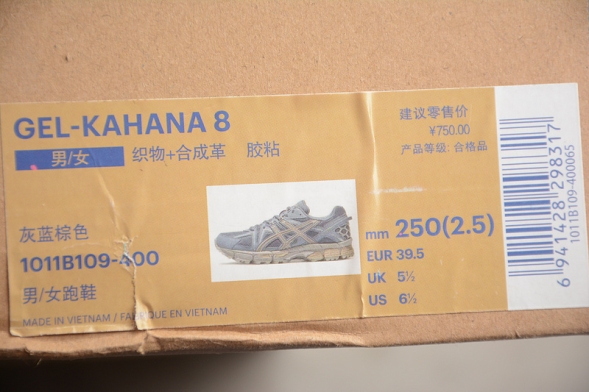 GEL-KAHANA 8
男/女 织物+合成革 胶粘
灰蓝棕色
1011B109-400
男/女跑鞋
MADE IN VIETNAM / FABRIQUE EN VIETNAM
建议零售价
¥750.00
产品等级: 合格品
mm 250(2.5)
EUR 39.5
UK 5½
US 6½
6 941428 298317
1011B109-400065